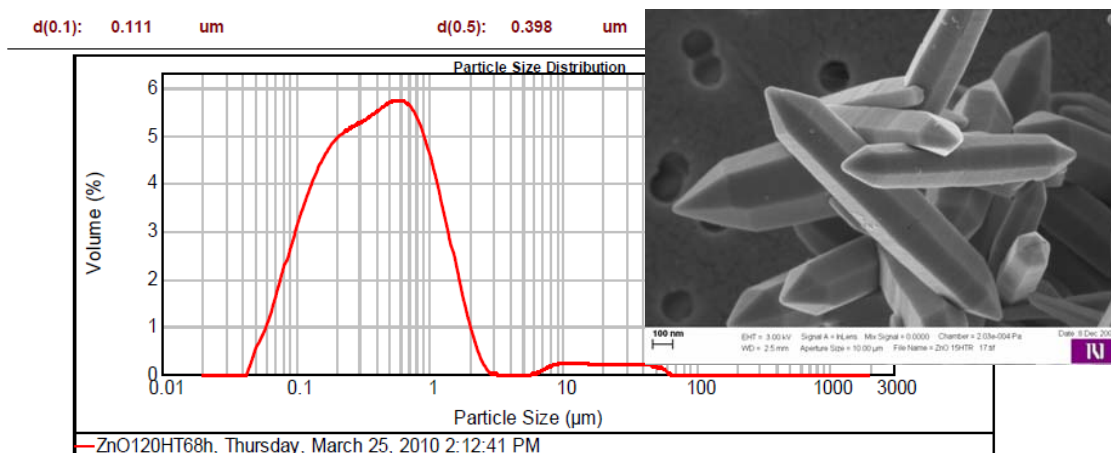 d(0.1): 0.111 um d(0.5): 0.398 um
Particle Size Distribution
6
5
4
3
2
1
0
Volume (%)
0.01 0.1 1 10 100 1000 3000
Particle Size (µm)
ZnO120HT68h, Thursday, March 25, 2010 2:12:41 PM
100 nm
EHT = 3.00 kV Signal A = InLens Mix Signal = 0.0000 Chamber = 2.03e-004 Pa
WD = 2.5 mm Aperture Size = 10.00 µm File Name = ZnO 15HTR 17.tif